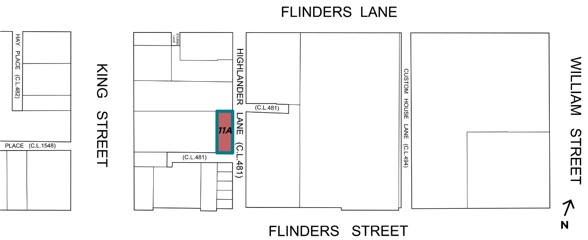 FLINDERS LANE
HAY PLACE (C.L.482)
KING STREET
HIGHLANDER LANE (C.L.481)
(C.L.481)
11A
(C.L.481)
CUSTOM HOUSE LANE (C.L.494)
WILLIAM STREET
PLACE (C.L.1548)
N
FLINDERS STREET